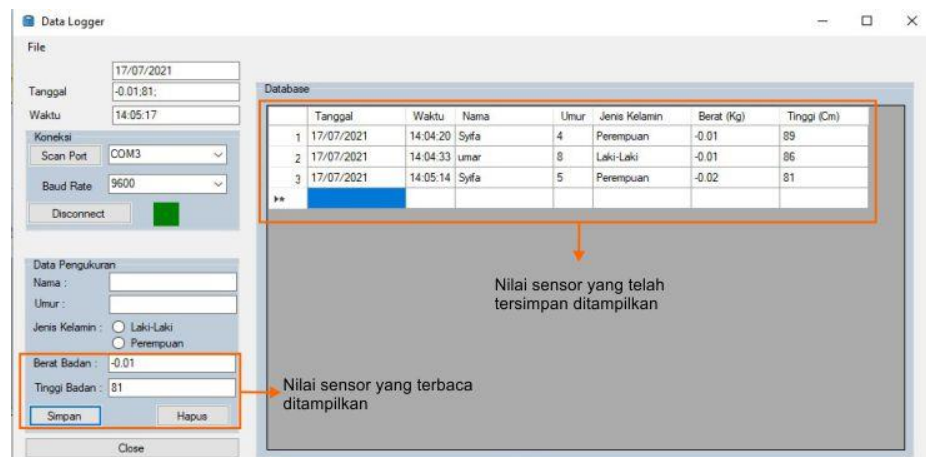 Data Logger
File
17/07/2021
Tanggal -0.01;81;
Waktu 14:05:17
Koneksi
Scan Port COM3
Baud Rate 9600
Disconnect
Data Pengukuran
Nama :
Umur :
Jenis Kelamin : Laki-Laki
Perempuan
Berat Badan : -0.01
Tinggi Badan : 81
Simpan Hapus
Close
Database
Tanggal Waktu Nama Umur Jenis Kelamin Berat (Kg) Tinggi (Cm)
1 17/07/2021 14:04:20 Syifa 4 Perempuan -0.01 89
2 17/07/2021 14:04:33 umar 8 Laki-Laki -0.01 86
3 17/07/2021 14:05:14 Syifa 5 Perempuan -0.02 81
Nilai sensor yang telah
tersimpan ditampilkan
Nilai sensor yang terbaca
ditampilkan